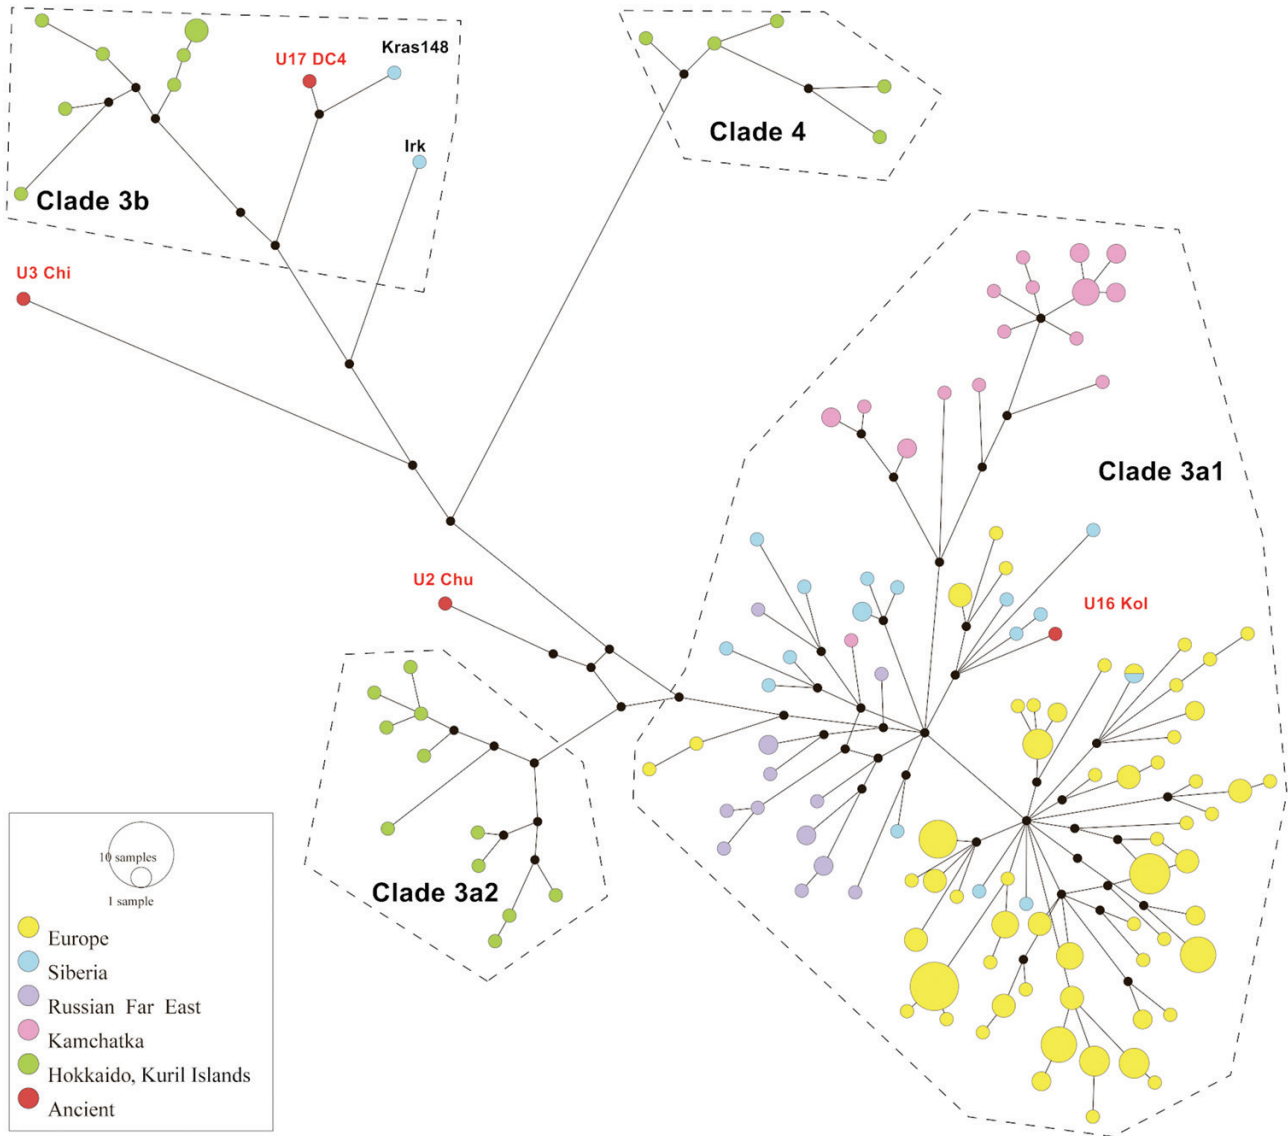 U17 DC4
Kras148
Irk
Clade 3b
Clade 4
U3 Chi
Clade 3a1
U2 Chu
U16 Kol
Clade 3a2
10 samples
1 sample
Europe
Siberia
Russian Far East
Kamchatka
Hokkaido, Kuril Islands
Ancient